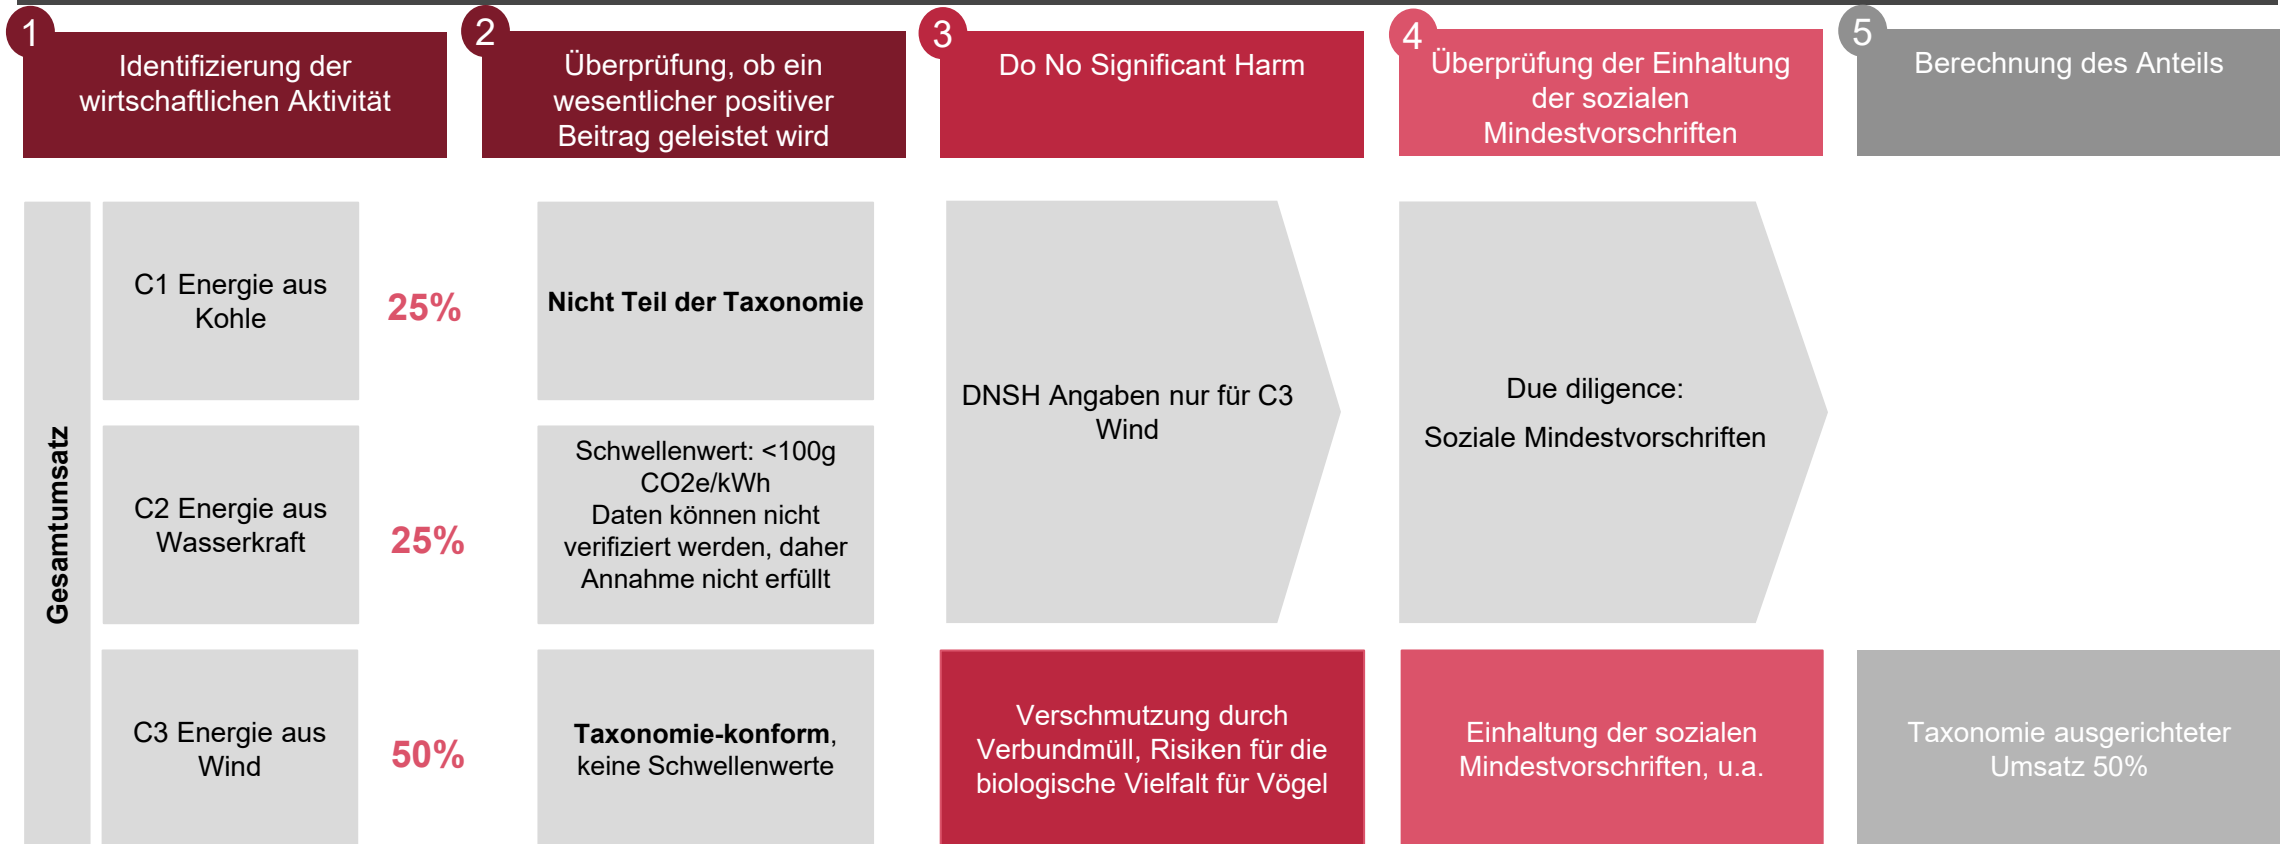 1
Identifizierung der
wirtschaftlichen Aktivität
2
Überprüfung, ob ein
wesentlicher positiver
Beitrag geleistet wird
3
Do No Significant Harm
4
Überprüfung der Einhaltung
der sozialen
Mindestvorschriften
5
Berechnung des Anteils
Gesamtumsatz
C1 Energie aus
Kohle
25%
Nicht Teil der Taxonomie
C2 Energie aus
Wasserkraft
25%
Schwellenwert: <100g
CO2e/kWh
Daten können nicht
verifiziert werden, daher
Annahme nicht erfüllt
DNSH Angaben nur für C3
Wind
Due diligence:
Soziale Mindestvorschriften
C3 Energie aus
Wind
50%
Taxonomie-konform,
keine Schwellenwerte
Verschmutzung durch
Verbundmüll, Risiken für die
biologische Vielfalt für Vögel
Einhaltung der sozialen
Mindestvorschriften, u.a.
Taxonomie ausgerichteter
Umsatz 50%